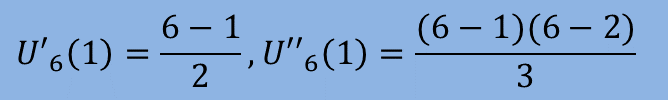 U′₆(1) = (6 − 1)/2 , U′′₆(1) = (6 − 1)(6 − 2)/3